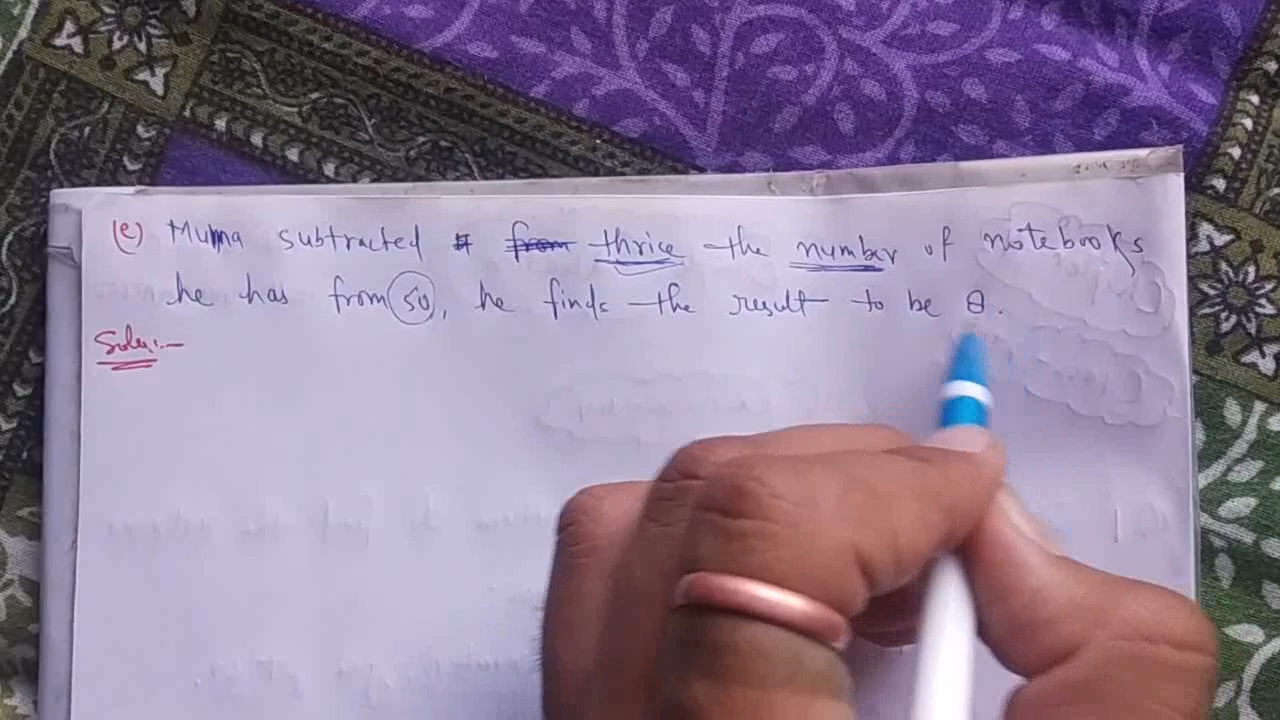 (e) Muna subtracted from thrice the number of notebooks
he has from 50, he finds the result to be 8.
Soln:-